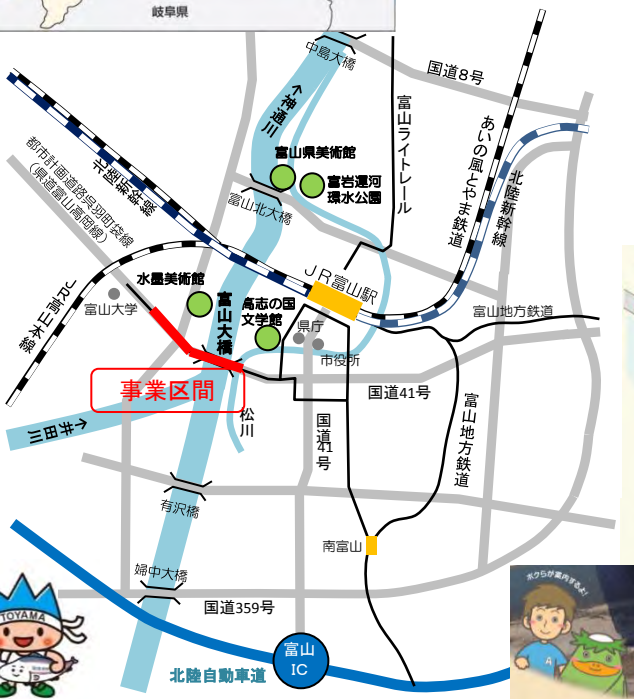 岐阜県
中島大橋
国道8号
↑神通川
富山ライトレール
あいの風とやま鉄道
北陸新幹線
都市計画道路呉羽町袋線
(県道富山高岡線)
北陸新幹線
富山県美術館
富岩運河
環水公園
富山北大橋
JR高山本線
水墨美術館
富山大学
富山大橋
高志の国
文学館
JR富山駅
県庁
市役所
富山地方鉄道
事業区間
国道41号
松川
国道41号
富山地方鉄道
↑井田川
有沢橋
南富山
婦中大橋
国道359号
富山
IC
北陸自動車道
TOYAMA
ボクらが案内するよ!
A